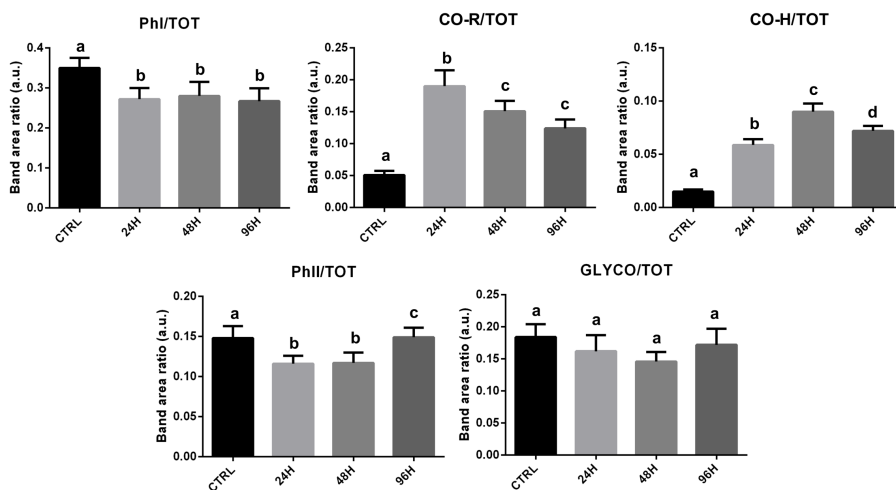 PhI/TOT
Band area ratio (a.u.)
0.4
0.3
0.2
0.1
0.0
a
b
b
b
CTRL
24H
48H
96H
CO-R/TOT
Band area ratio (a.u.)
0.25
0.20
0.15
0.10
0.05
0.00
a
b
c
c
CTRL
24H
48H
96H
CO-H/TOT
Band area ratio (a.u.)
0.15
0.10
0.05
0.00
a
b
c
d
CTRL
24H
48H
96H
PhII/TOT
Band area ratio (a.u.)
0.20
0.15
0.10
0.05
0.00
a
b
b
c
CTRL
24H
48H
96H
GLYCO/TOT
Band area ratio (a.u.)
0.25
0.20
0.15
0.10
0.05
0.00
a
a
a
a
CTRL
24H
48H
96H